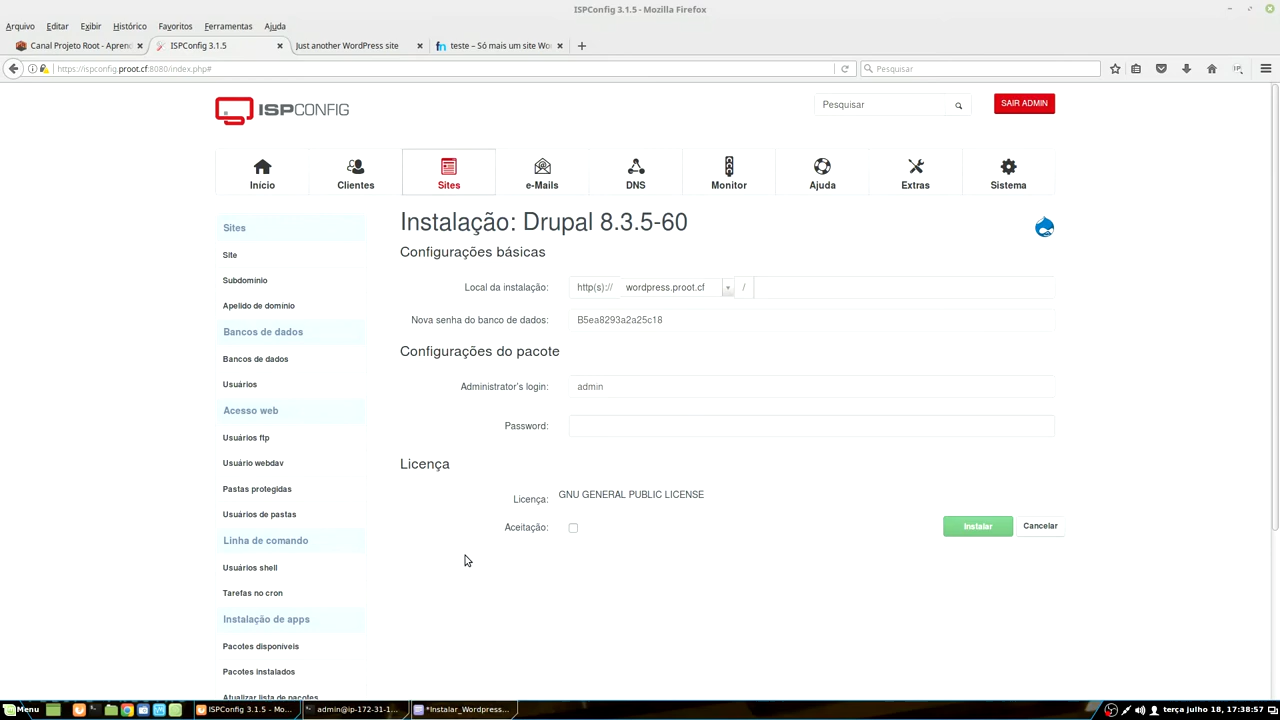 ISPConfig 3.1.5 - Mozilla Firefox
Arquivo Editar Exibir Histórico Favoritos Ferramentas Ajuda
Canal Projeto Root - Apren
ISPConfig 3.1.5
Just another WordPress site
teste – Só mais um site Wo
https://ispconfig.proot.cf:8080/index.php#
Pesquisar
ISPCONFIG
Pesquisar
SAIR ADMIN
Início Clientes Sites e-Mails DNS Monitor Ajuda Extras Sistema
Sites
Site
Subdomínio
Apelido de domínio
Bancos de dados
Bancos de dados
Usuários
Acesso web
Usuários ftp
Usuário webdav
Pastas protegidas
Usuários de pastas
Linha de comando
Usuários shell
Tarefas no cron
Instalação de apps
Pacotes disponíveis
Pacotes instalados
Atualizar lista de pacotes
Instalação: Drupal 8.3.5-60
Configurações básicas
Local da instalação: http(s):// wordpress.proot.cf /
Nova senha do banco de dados: B5ea8293a2a25c18
Configurações do pacote
Administrator's login: admin
Password:
Licença
Licença: GNU GENERAL PUBLIC LICENSE
Aceitação:
Instalar Cancelar
Menu
ISPConfig 3.1.5 - Mo...
admin@ip-172-31-1...
*Instalar_Wordpress...
terça julho 18, 17:38:57